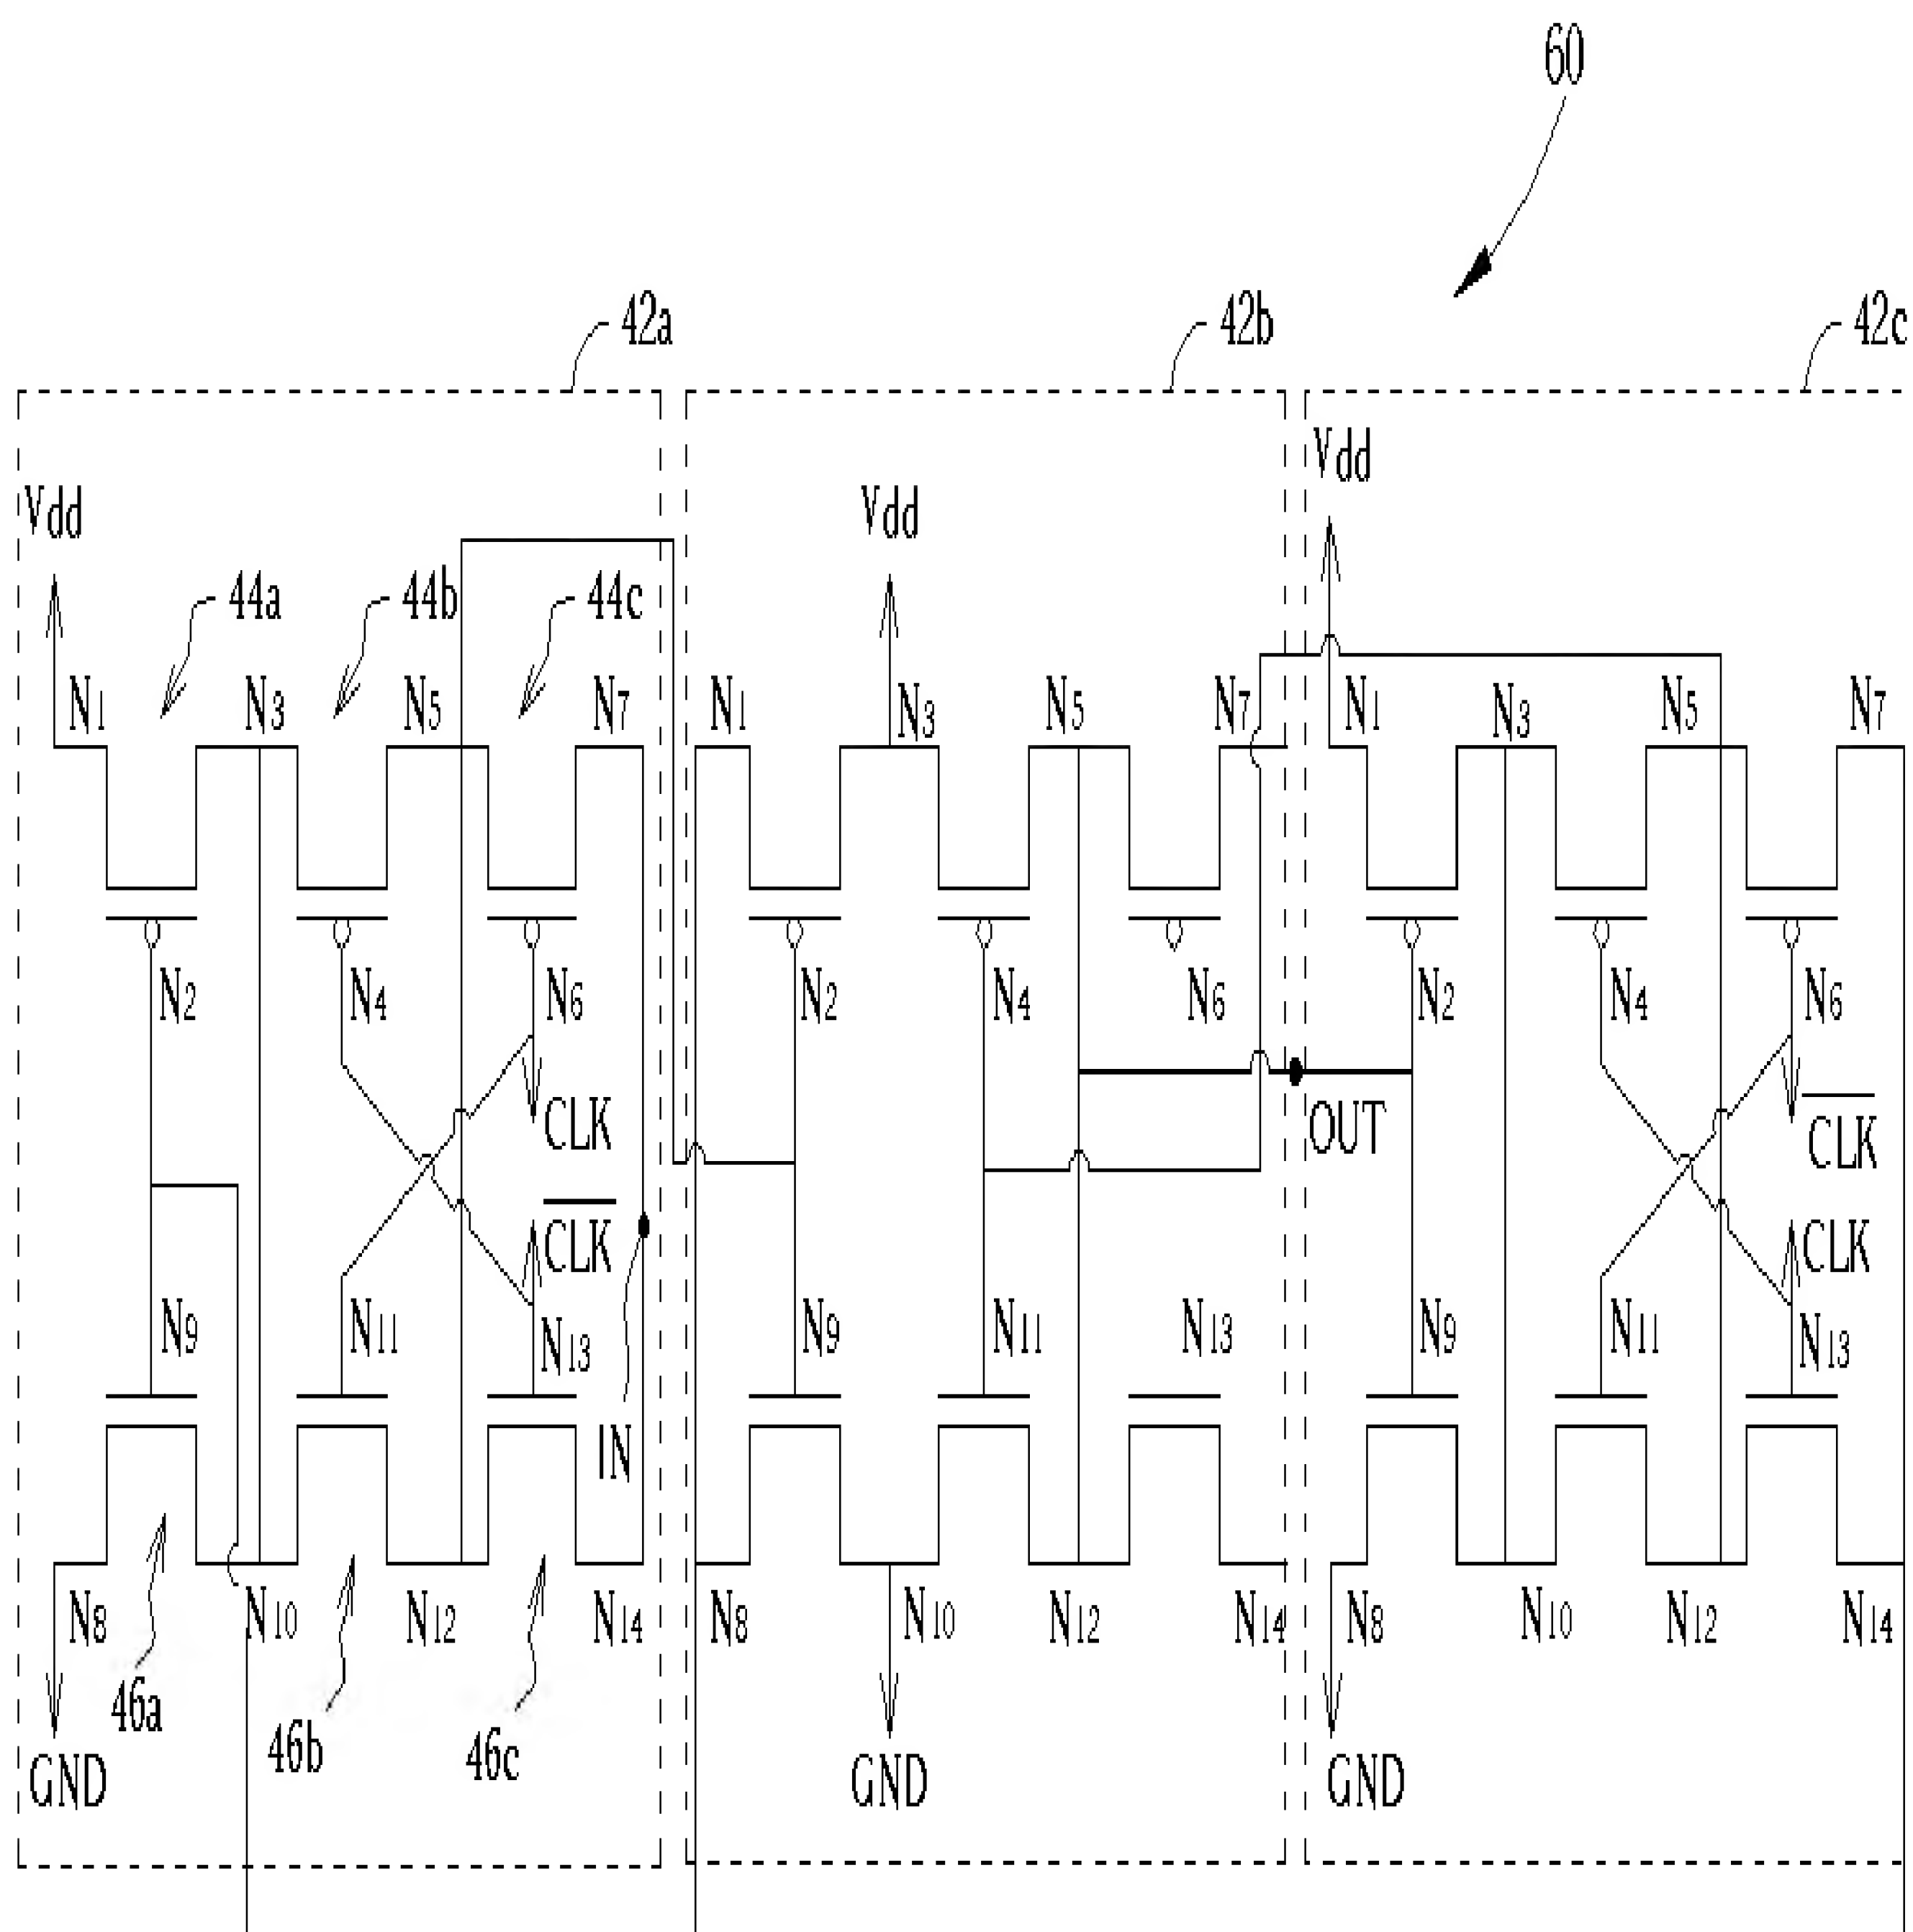 60
42a 42b 42c
Vdd Vdd Vdd
44a 44b 44c
N1 N3 N5 N7 N1 N3 N5 N7 N1 N3 N5 N7
N2 N4 N6 N2 N4 N6 N2 N4 N6
CLK OUT C̅L̅K̅
C̅L̅K̅ CLK
N9 N11 N13 N9 N11 N13 N9 N11 N13
IN
N8 N10 N12 N14 N8 N10 N12 N14 N8 N10 N12 N14
46a 46b 46c
GND GND GND